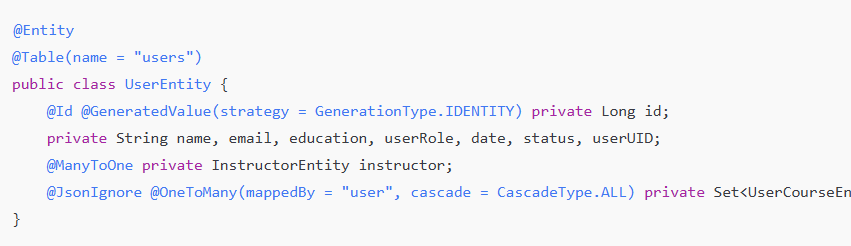 @Entity
@Table(name = "users")
public class UserEntity {
@Id @GeneratedValue(strategy = GenerationType.IDENTITY) private Long id;
private String name, email, education, userRole, date, status, userUID;
@ManyToOne private InstructorEntity instructor;
@JsonIgnore @OneToMany(mappedBy = "user", cascade = CascadeType.ALL) private Set<UserCourseEn
}